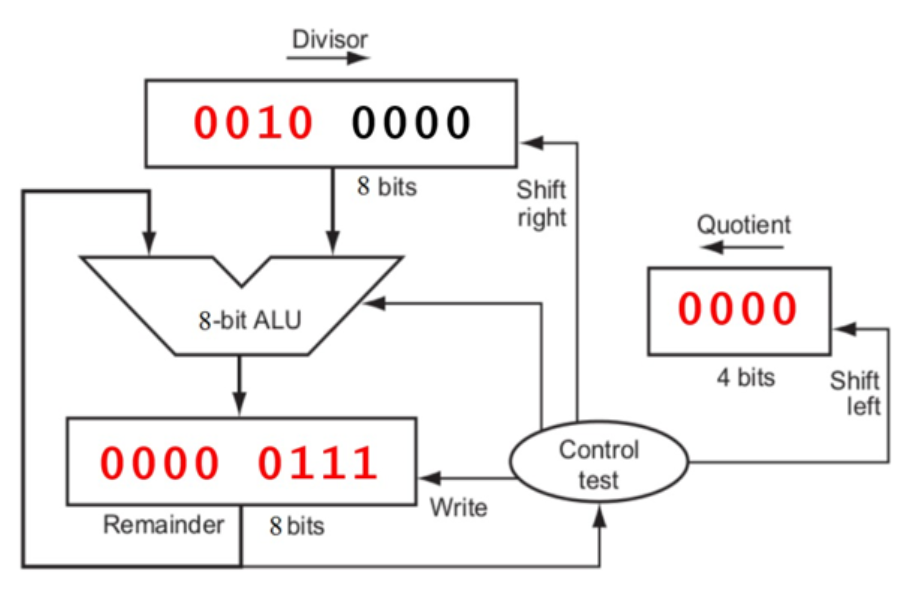 Divisor
0010 0000
8 bits
Shift
right
Quotient
0000
4 bits
Shift
left
8-bit ALU
Control
test
0000 0111
Write
Remainder
8 bits